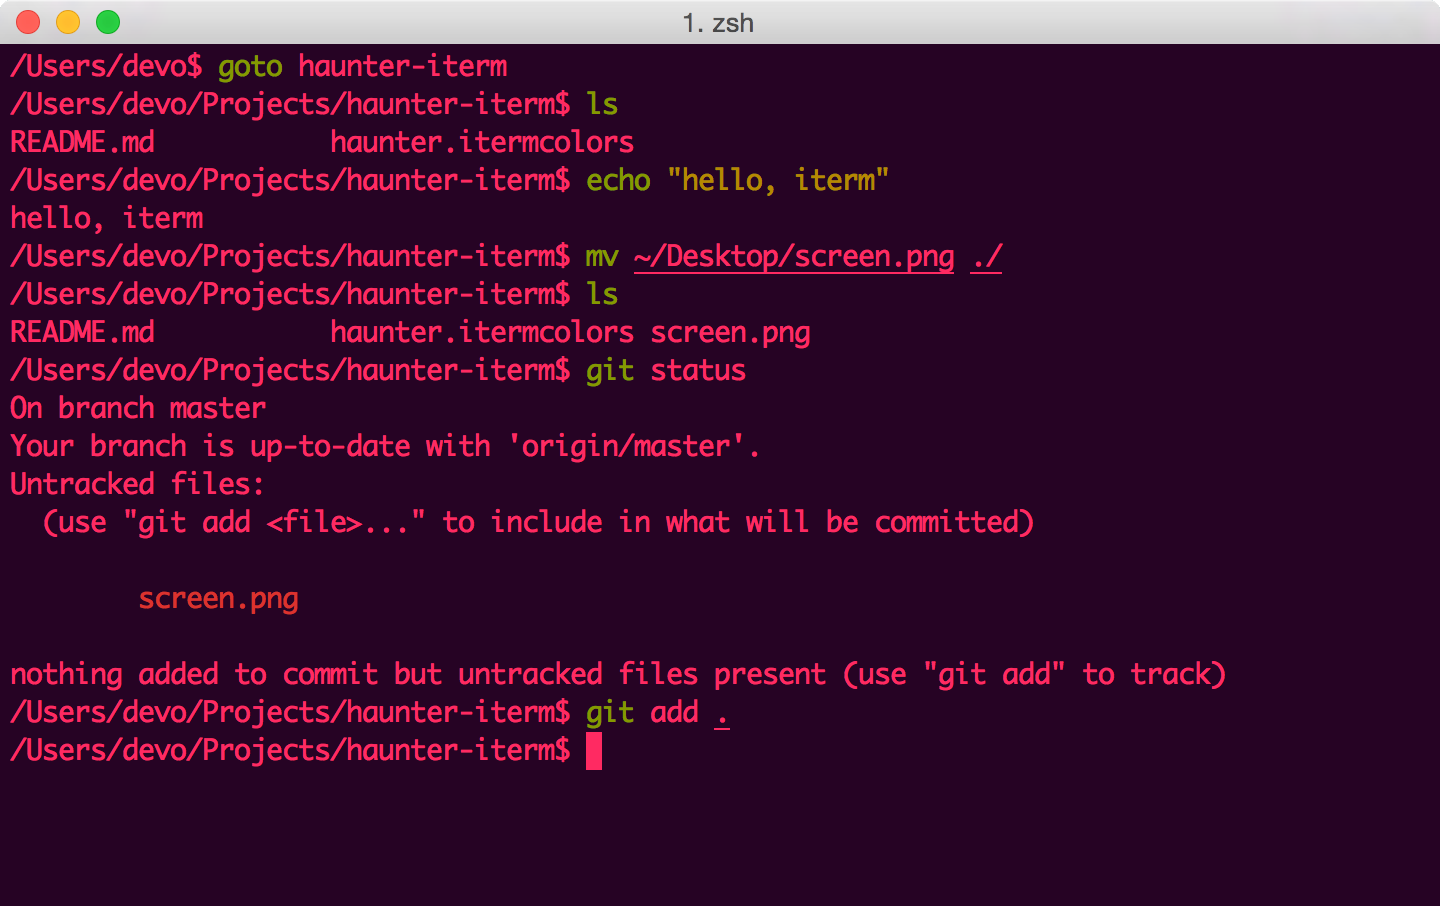 1. zsh
/Users/devo$ goto haunter-iterm
/Users/devo/Projects/haunter-iterm$ ls
README.md           haunter.itermcolors
/Users/devo/Projects/haunter-iterm$ echo "hello, iterm"
hello, iterm
/Users/devo/Projects/haunter-iterm$ mv ~/Desktop/screen.png ./
/Users/devo/Projects/haunter-iterm$ ls
README.md           haunter.itermcolors screen.png
/Users/devo/Projects/haunter-iterm$ git status
On branch master
Your branch is up-to-date with 'origin/master'.
Untracked files:
  (use "git add <file>..." to include in what will be committed)
        screen.png
nothing added to commit but untracked files present (use "git add" to track)
/Users/devo/Projects/haunter-iterm$ git add .
/Users/devo/Projects/haunter-iterm$